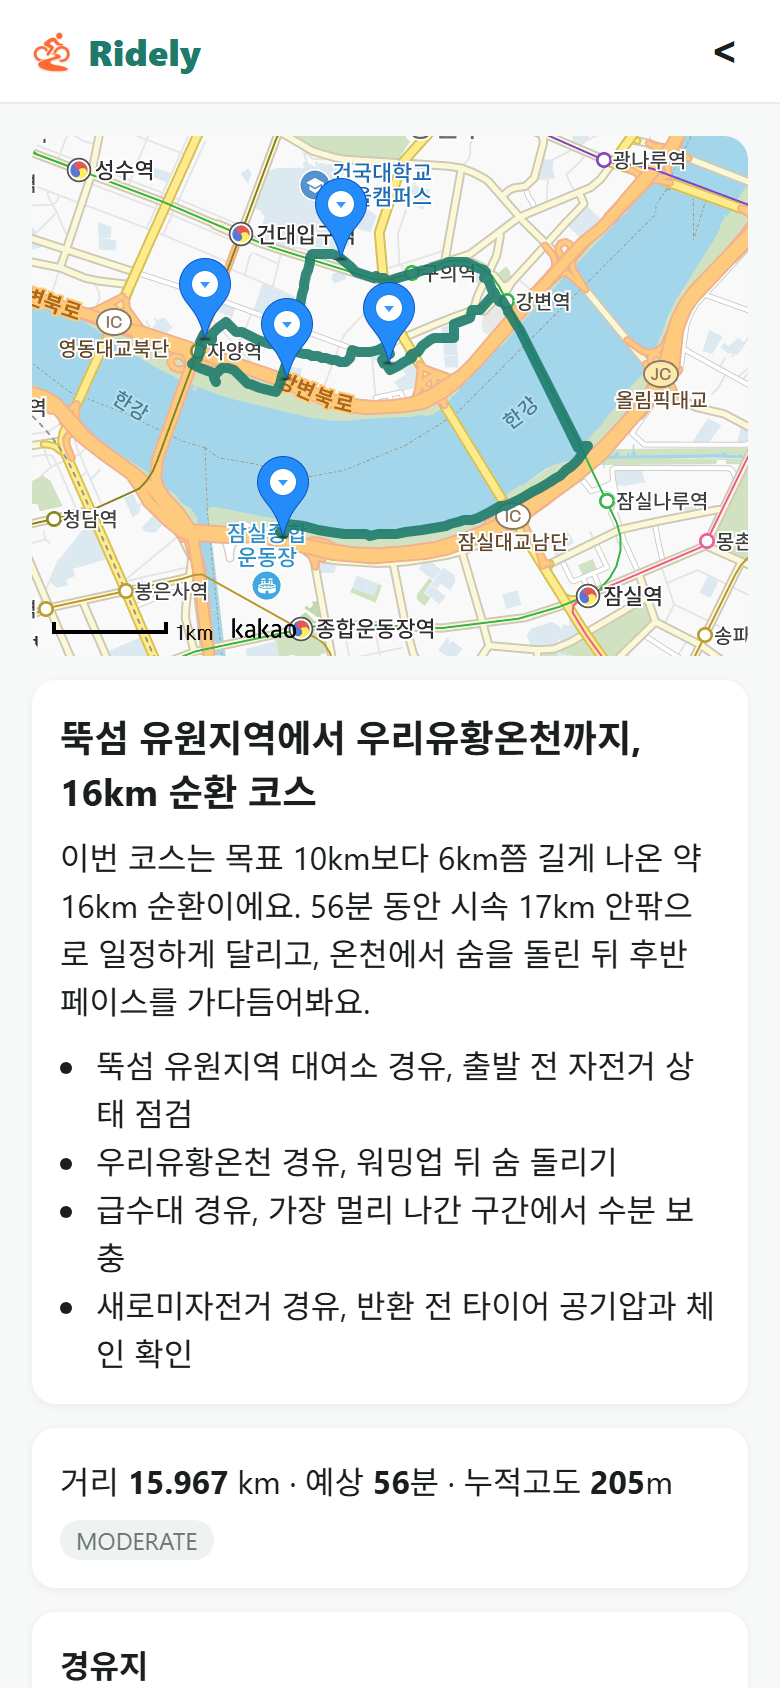 Ridely
<
성수역
건국대학교
캠퍼스
광나루역
건대입구역
구의역
강변역
IC
영동대교북단
자양역
강변북로
JC
올림픽대교
한강
한강
청담역
잠실종합
운동장
IC
잠실대교남단
잠실나루역
봉은사역
잠실역
1km
kakao
종합운동장역
뚝섬 유원지역에서 우리유황온천까지,
16km 순환 코스
이번 코스는 목표 10km보다 6km쯤 길게 나온 약
16km 순환이에요. 56분 동안 시속 17km 안팎으
로 일정하게 달리고, 온천에서 숨을 돌린 뒤 후반
페이스를 가다듬어봐요.
• 뚝섬 유원지역 대여소 경유, 출발 전 자전거 상
태 점검
• 우리유황온천 경유, 워밍업 뒤 숨 돌리기
• 급수대 경유, 가장 멀리 나간 구간에서 수분 보
충
• 새로미자전거 경유, 반환 전 타이어 공기압과 체
인 확인
거리 15.967 km · 예상 56분 · 누적고도 205m
MODERATE
경유지